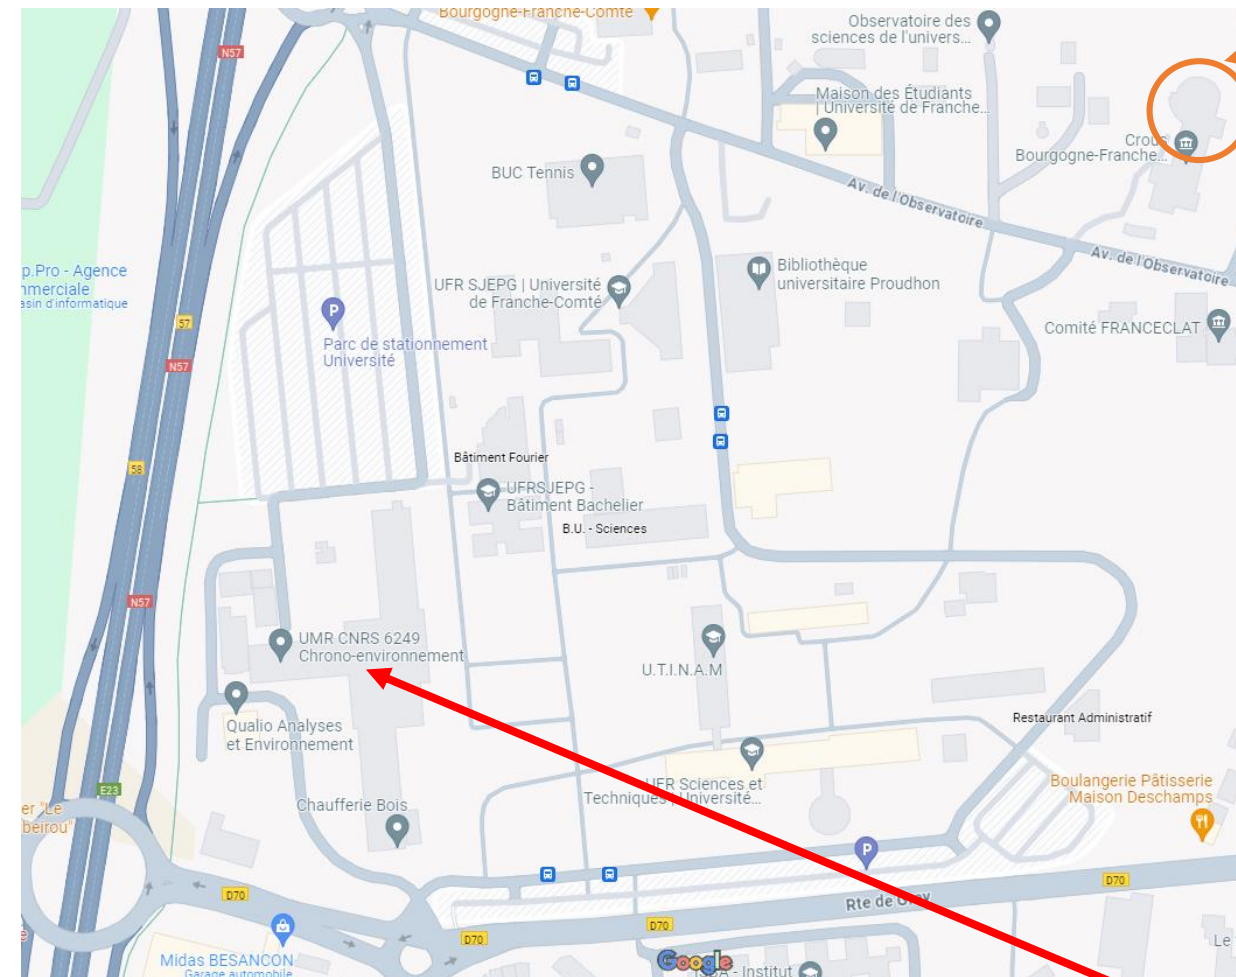 Bourgogne-Franche-Comté
Observatoire des
sciences de l'univers...
N57
Maison des Étudiants
| Université de Franche...
Crous
Bourgogne-Franche...
BUC Tennis
Av. de l'Observatoire
Av. de l'Observatoire
p.Pro - Agence
mmerciale
asin d'informatique
UFR SJEPG | Université
de Franche-Comté
Bibliothèque
universitaire Proudhon
P
57
Parc de stationnement
Université
Comité FRANCECLAT
N57
58
Bâtiment Fourier
UFRSJEPG -
Bâtiment Bachelier
B.U. - Sciences
N57
UMR CNRS 6249
Chrono-environnement
U.T.I.N.A.M
Qualio Analyses
et Environnement
Restaurant Administratif
E23
er "Le
beirou"
Chaufferie Bois
UFR Sciences et
Techniques | Université...
Boulangerie Pâtisserie
Maison Deschamps
P
D70
D70
Rte de Gray
D70
D70
Midas BESANCON
Garage automobile
Google
- Institut
Le